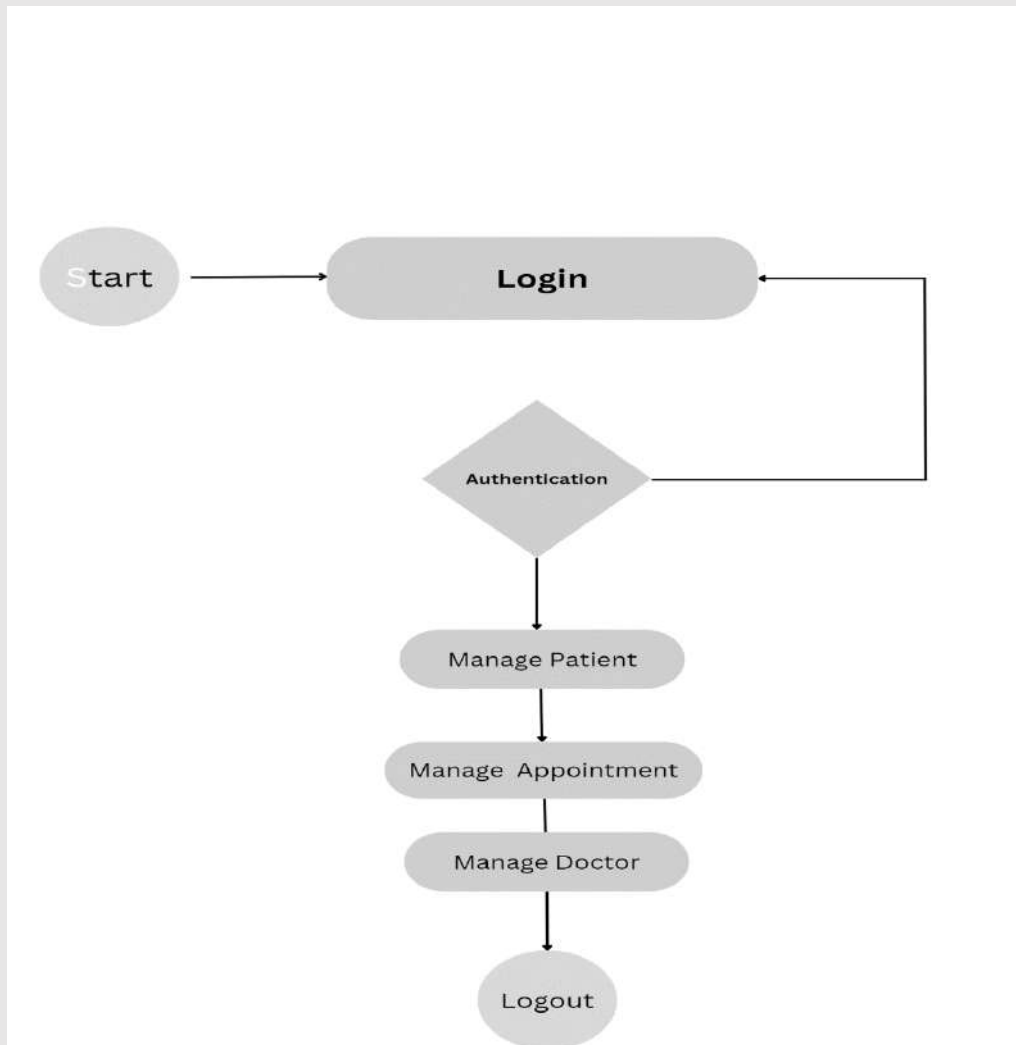 Start
Login
Authentication
Manage Patient
Manage Appointment
Manage Doctor
Logout